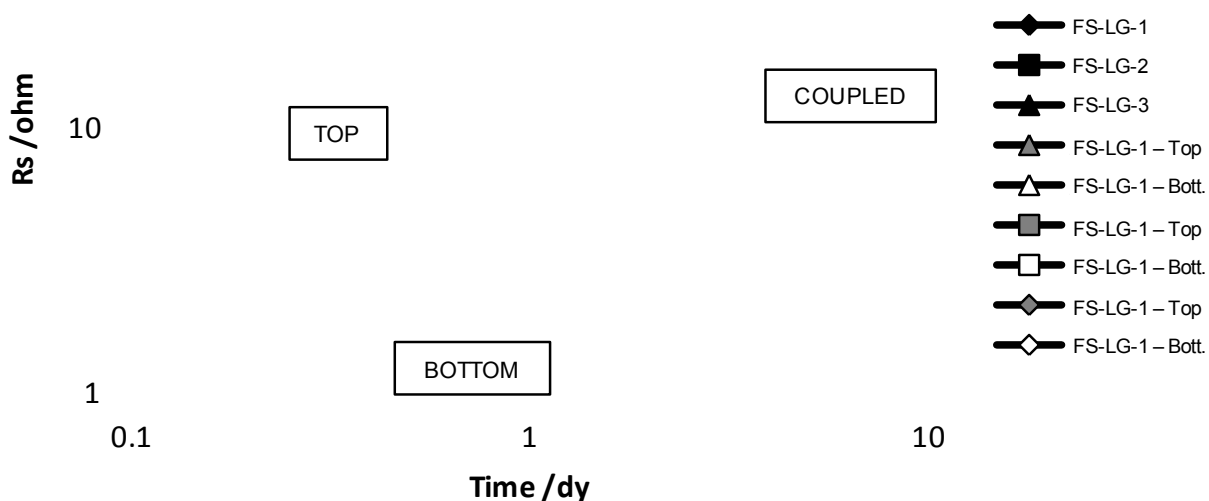 Rs /ohm
10
1
TOP
COUPLED
BOTTOM
0.1
1
10
Time /dy
FS-LG-1
FS-LG-2
FS-LG-3
FS-LG-1 – Top
FS-LG-1 – Bott.
FS-LG-1 – Top
FS-LG-1 – Bott.
FS-LG-1 – Top
FS-LG-1 – Bott.